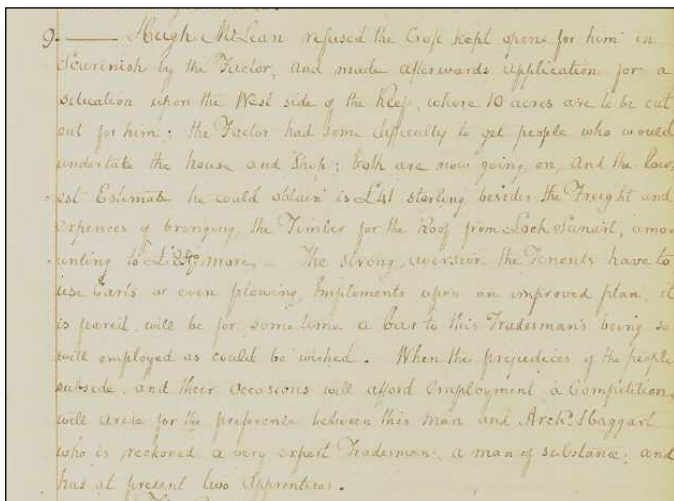 9. —— Hugh McLean refused the Croft kept open for him in
Scarenish by the Factor, and made afterwards application for a
situation upon the West side of the Reef, where 10 acres are to be cut
out for him; the Factor had some difficulty to get people who would
undertake the house and Shop; both are now going on, and the low-
est Estimate he could obtain is £41 sterling besides the Freight and
expences of bringing the Timber for the Roof from Loch Sunart, amo-
unting to more, – The strong aversion the Tenents have to
use Carts or even plowing Implements upon an improved plan, it
is feared, will be for some time a bar to this Tradesman's being so
well employed as could be wished. When the prejudices of the people
subside, and their occasions will afford employment a Competition
will arise for the preference between this man and Archd. Haggart
who is reckoned a very expert Tradesman, a man of substance, and
has at present two Apprentices.